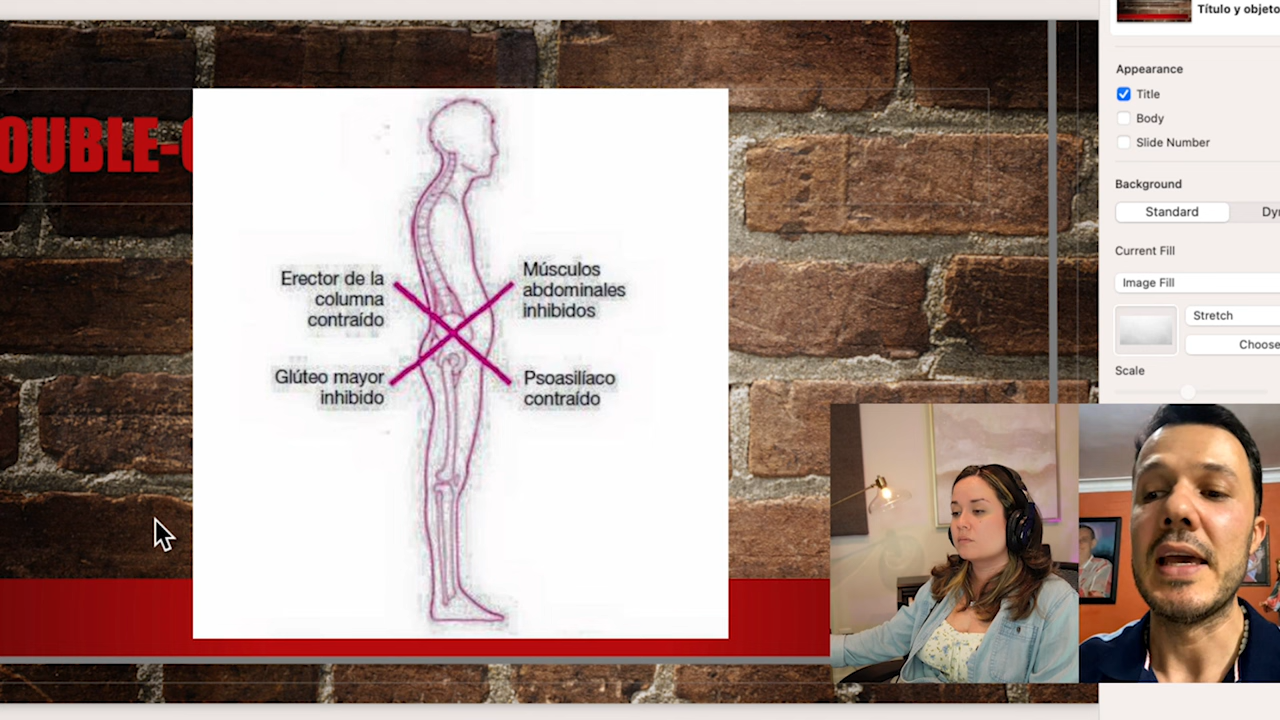 Título y objeto
Appearance
Title
Body
Slide Number
Background
Standard
Current Fill
Image Fill
Stretch
Choose
Scale
OUBLE-
Erector de la
columna
contraído
Músculos
abdominales
inhibidos
Glúteo mayor
inhibido
Psoasilíaco
contraído